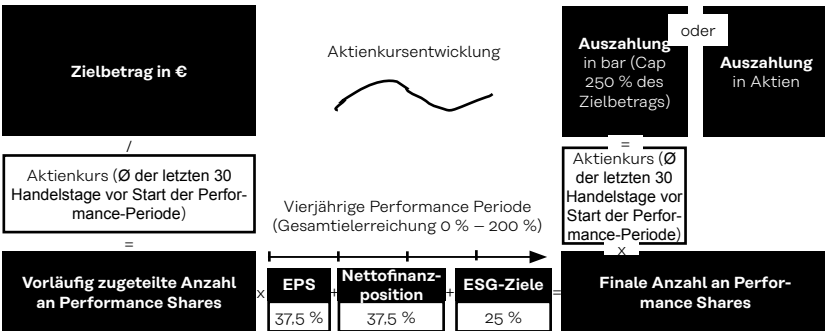 Zielbetrag in €
/
Aktienkurs (Ø der letzten 30
Handelstage vor Start der Perfor-
mance-Periode)
=
Vorläufig zugeteilte Anzahl
an Performance Shares
Aktienkursentwicklung
Vierjährige Performance Periode
(Gesamtielerreichung 0 % – 200 %)
x
EPS
37,5 %
+
Nettofinanz-
position
37,5 %
+
ESG-Ziele
25 %
=
Auszahlung
in bar (Cap
250 % des
Zielbetrags)
oder
Auszahlung
in Aktien
=
Aktienkurs (Ø
der letzten 30
Handelstage vor
Start der Perfor-
mance-Periode)
x
Finale Anzahl an Perfor-
mance Shares